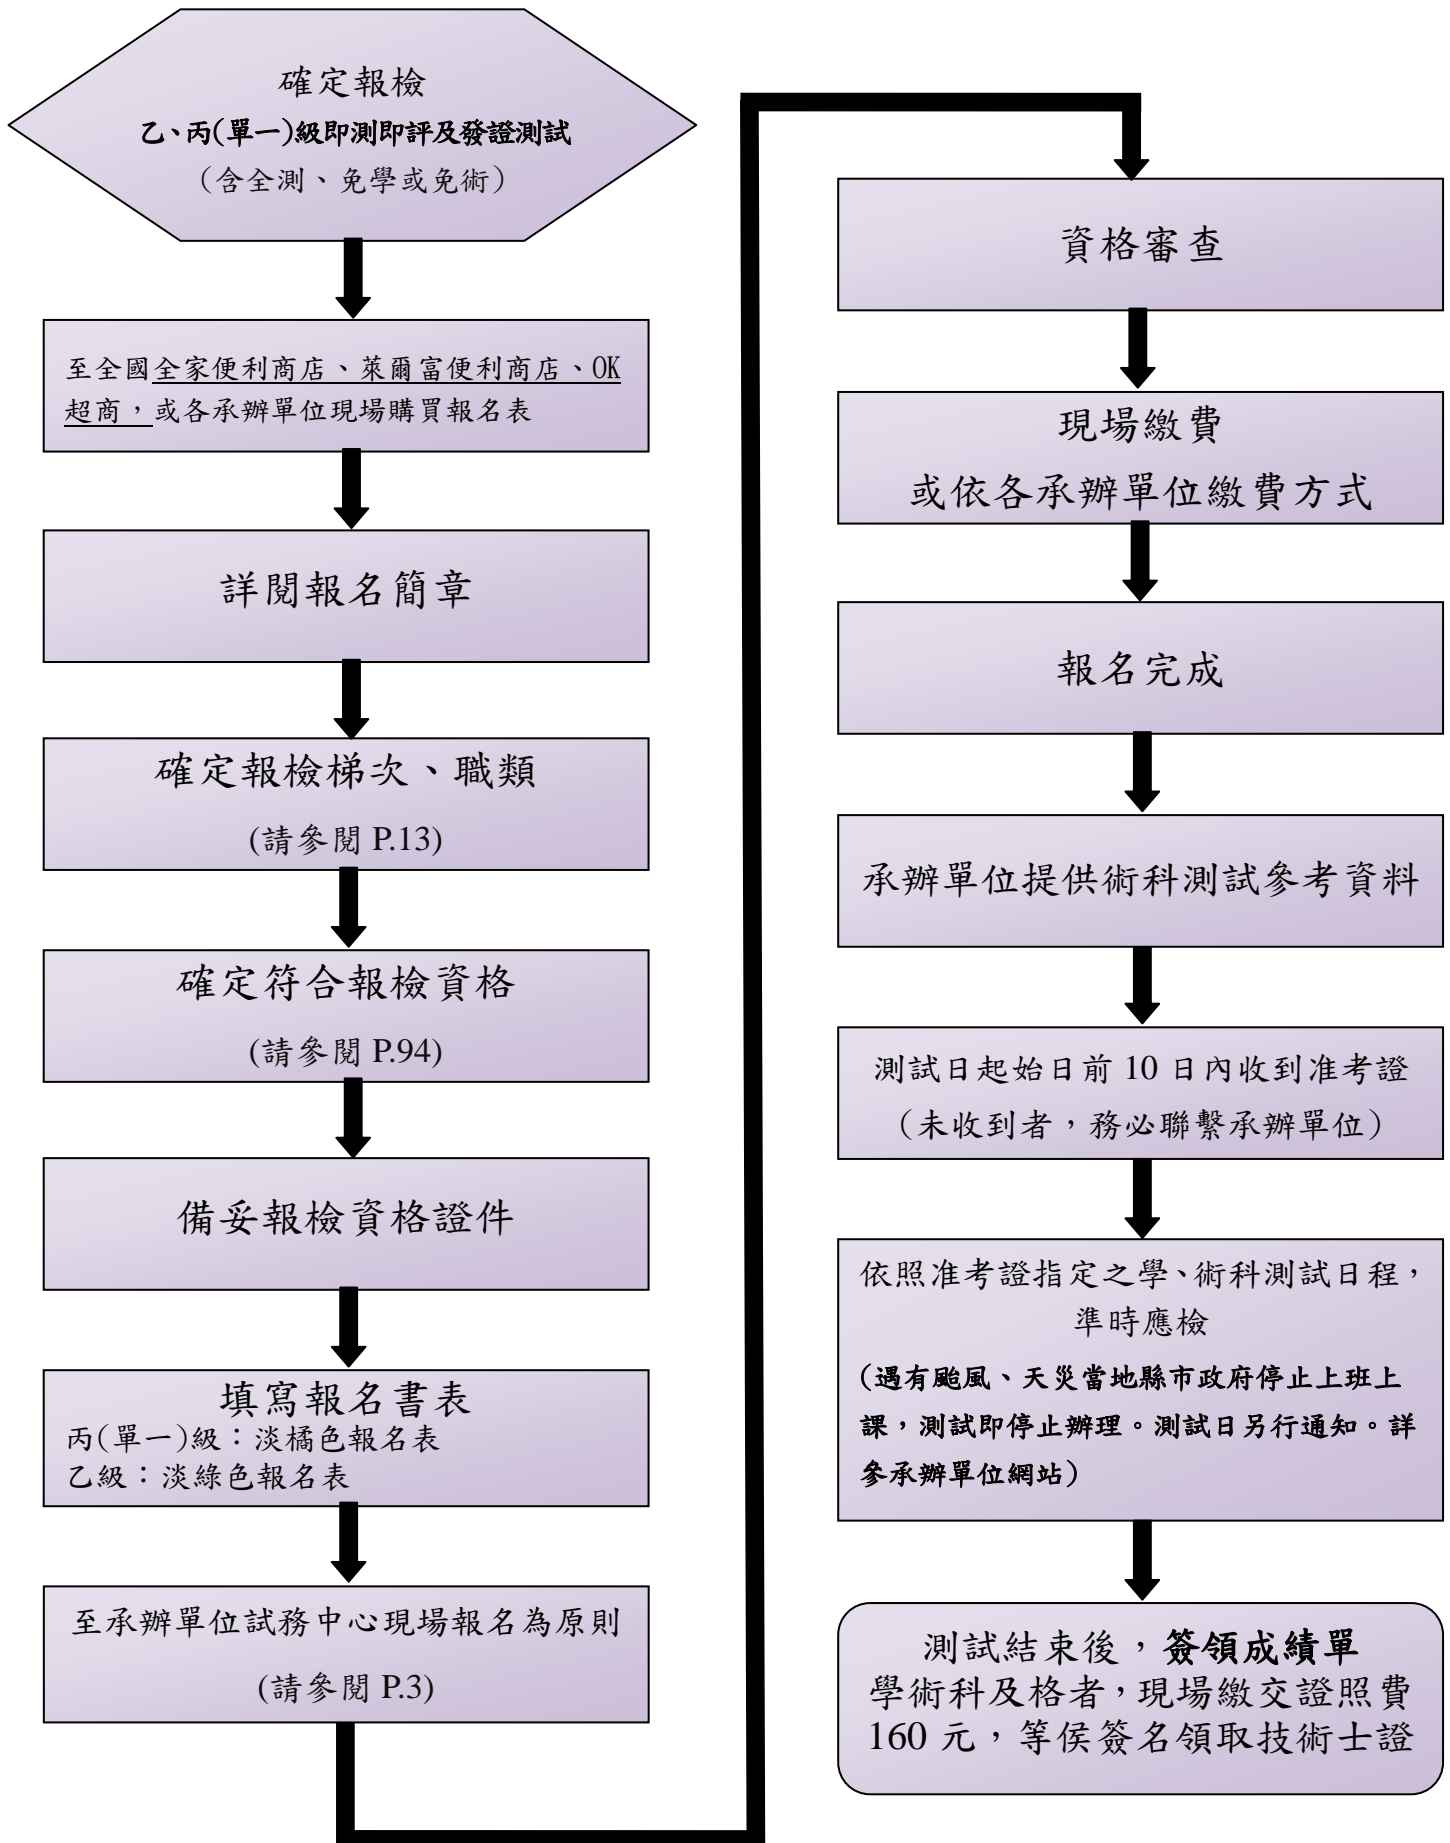 確定報檢
乙、丙(單一)級即測即評及發證測試
（含全測、免學或免術）
至全國全家便利商店、萊爾富便利商店、OK
超商，或各承辦單位現場購買報名表
詳閱報名簡章
確定報檢梯次、職類
(請參閱 P.13)
確定符合報檢資格
(請參閱 P.94)
備妥報檢資格證件
填寫報名書表
丙(單一)級：淡橘色報名表
乙級：淡綠色報名表
至承辦單位試務中心現場報名為原則
(請參閱 P.3)
資格審查
現場繳費
或依各承辦單位繳費方式
報名完成
承辦單位提供術科測試參考資料
測試日起始日前 10 日內收到准考證
（未收到者，務必聯繫承辦單位）
依照准考證指定之學、術科測試日程，
準時應檢
(遇有颱風、天災當地縣市政府停止上班上
課，測試即停止辦理。測試日另行通知。詳
參承辦單位網站)
測試結束後，簽領成績單
學術科及格者，現場繳交證照費
160 元，等侯簽名領取技術士證